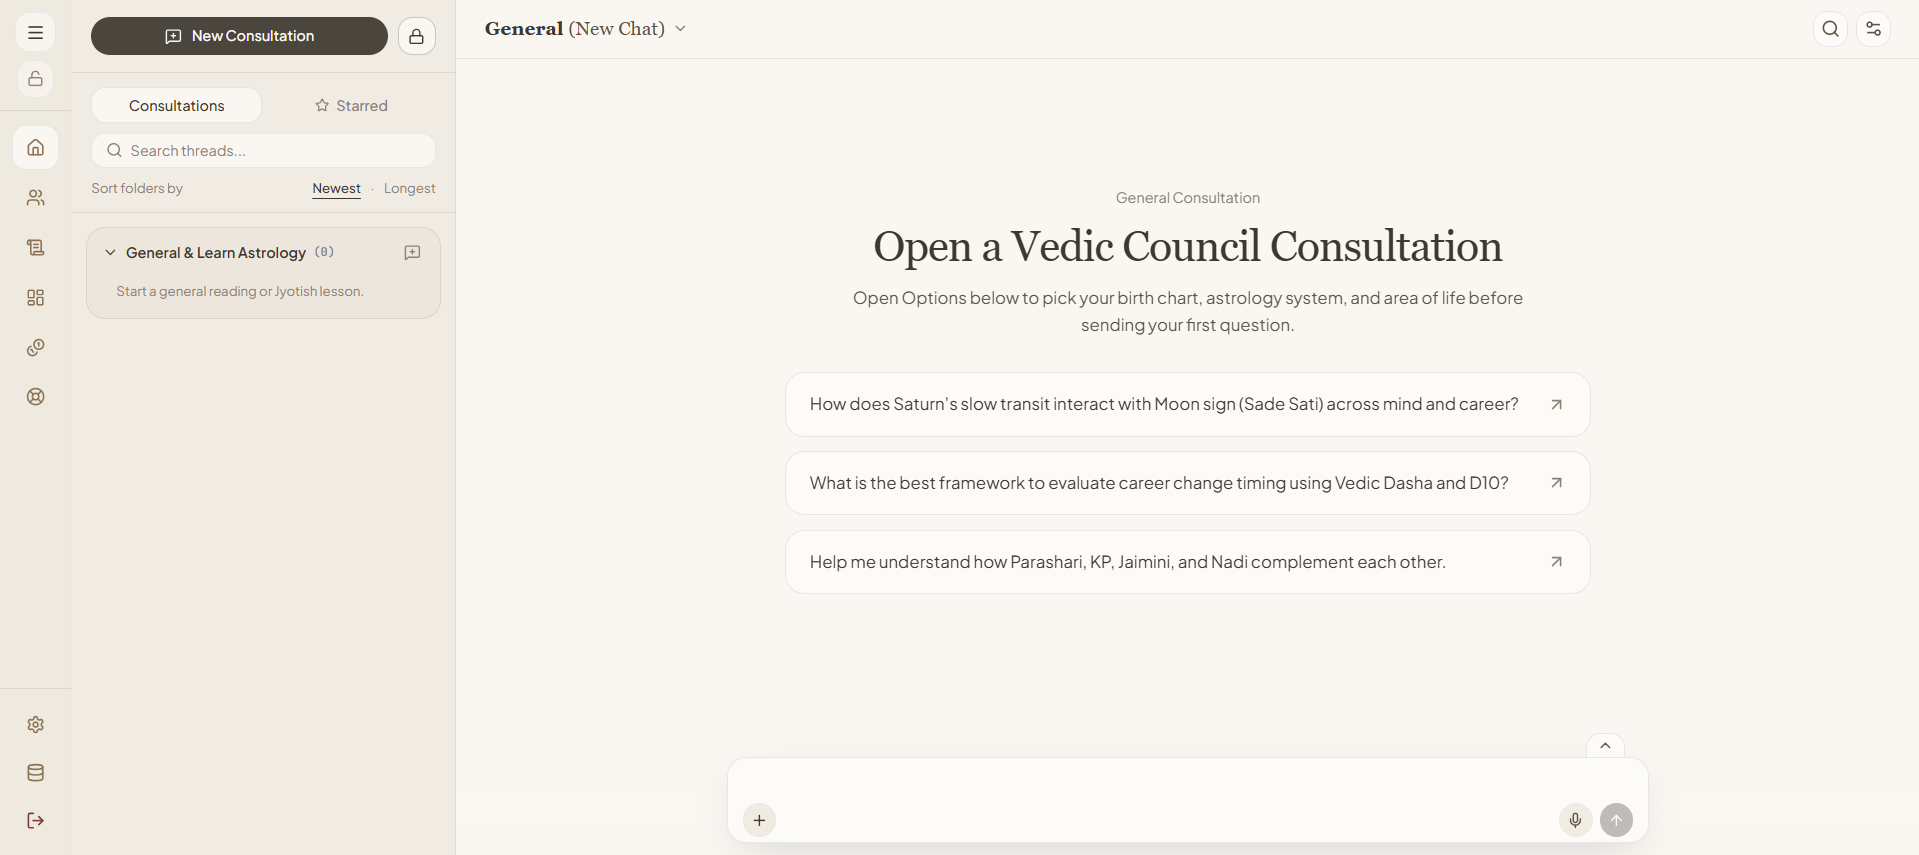 New Consultation
Consultations
Starred
Search threads...
Sort folders by
Newest · Longest
General & Learn Astrology (0)
Start a general reading or Jyotish lesson.
General (New Chat)
General Consultation
Open a Vedic Council Consultation
Open Options below to pick your birth chart, astrology system, and area of life before
sending your first question.
How does Saturn's slow transit interact with Moon sign (Sade Sati) across mind and career?
What is the best framework to evaluate career change timing using Vedic Dasha and D10?
Help me understand how Parashari, KP, Jaimini, and Nadi complement each other.